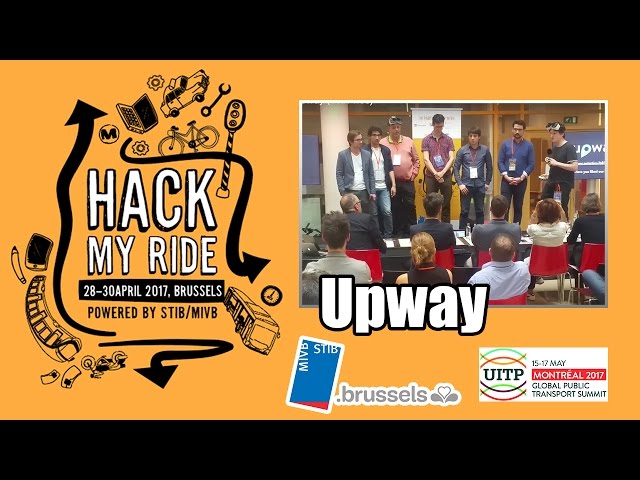 HACK
MY RIDE
28-30APRIL 2017, BRUSSELS
POWERED BY STIB/MIVB
M
upwa
Upway
MIVB STIB
.brussels
UITP
15-17 MAY
MONTRÉAL 2017
GLOBAL PUBLIC
TRANSPORT SUMMIT